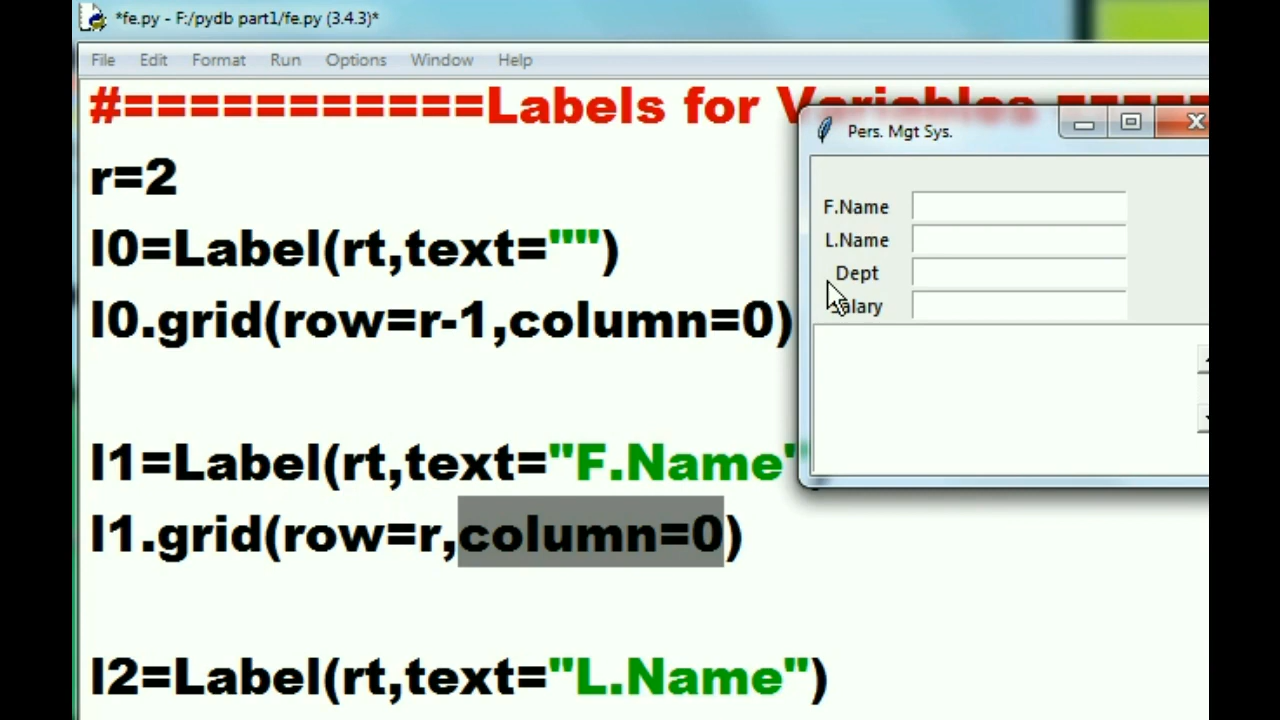 *fe.py - F:/pydb part1/fe.py (3.4.3)*
File Edit Format Run Options Window Help
#===========Labels for Variables =====
r=2
l0=Label(rt,text="")
l0.grid(row=r-1,column=0)
l1=Label(rt,text="F.Name")
l1.grid(row=r,column=0)
l2=Label(rt,text="L.Name")
Pers. Mgt Sys.
F.Name
L.Name
Dept
Salary